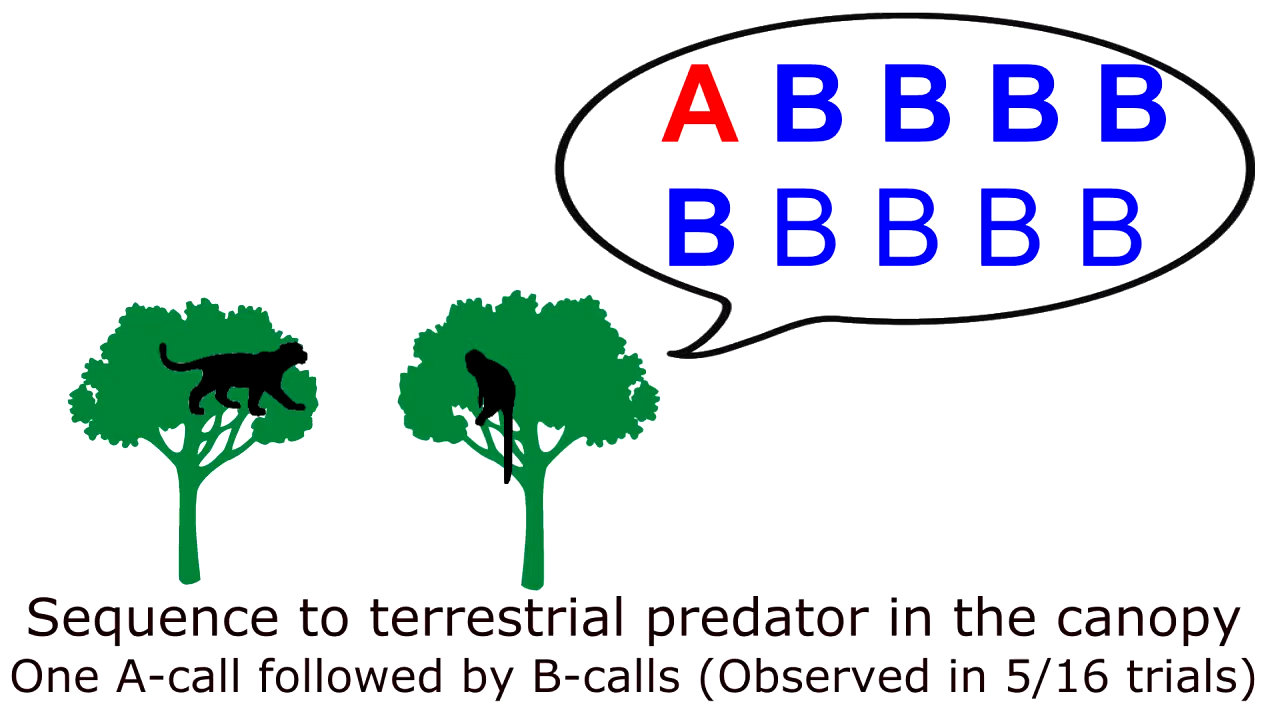 A B B B B
B B B B B
Sequence to terrestrial predator in the canopy
One A-call followed by B-calls (Observed in 5/16 trials)